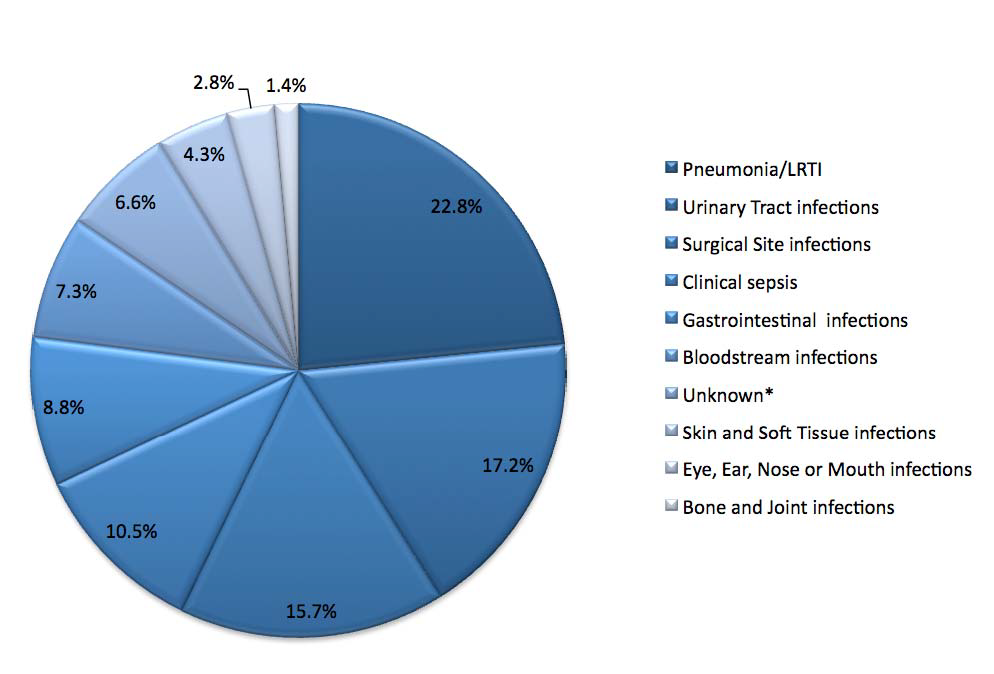 2.8%
1.4%
4.3%
6.6%
22.8%
7.3%
8.8%
17.2%
10.5%
15.7%
Pneumonia/LRTI
Urinary Tract infections
Surgical Site infections
Clinical sepsis
Gastrointestinal infections
Bloodstream infections
Unknown*
Skin and Soft Tissue infections
Eye, Ear, Nose or Mouth infections
Bone and Joint infections